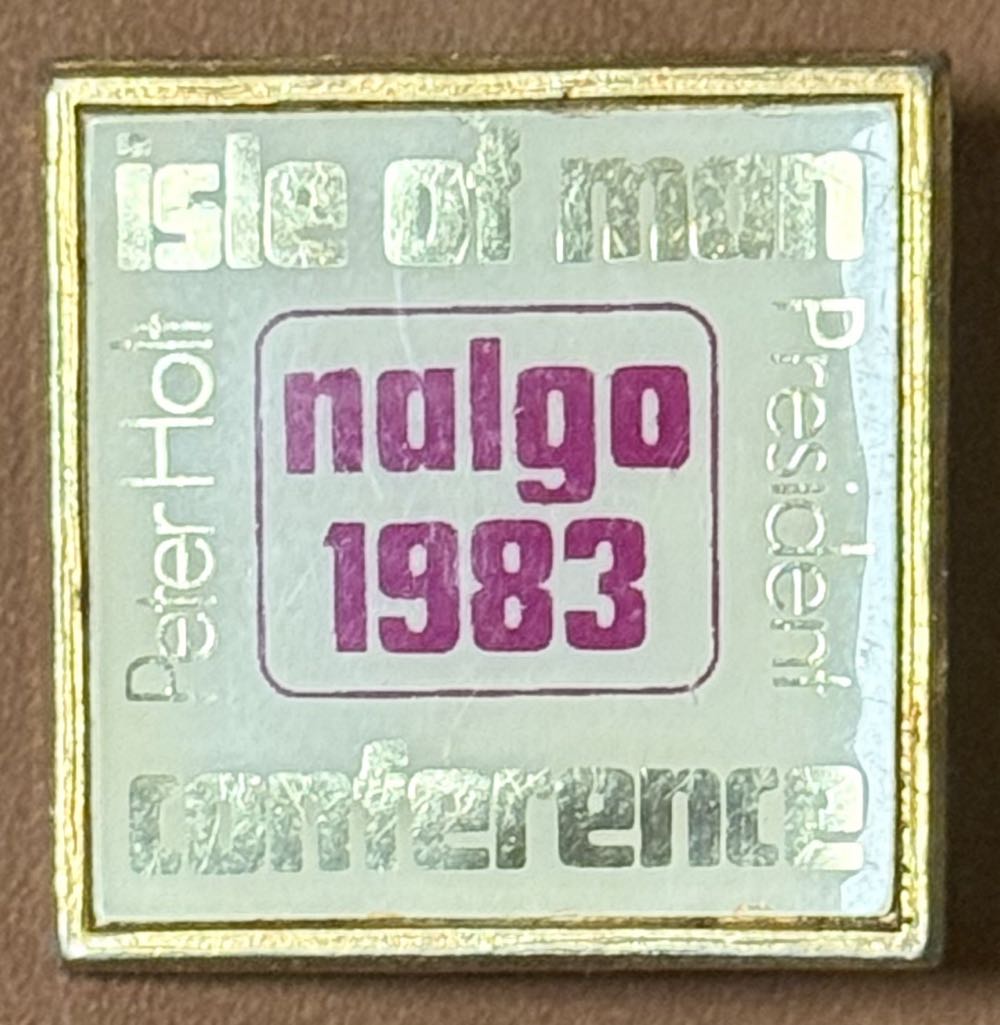 isle of man
Peter Holt
nalgo
1983
President
conference